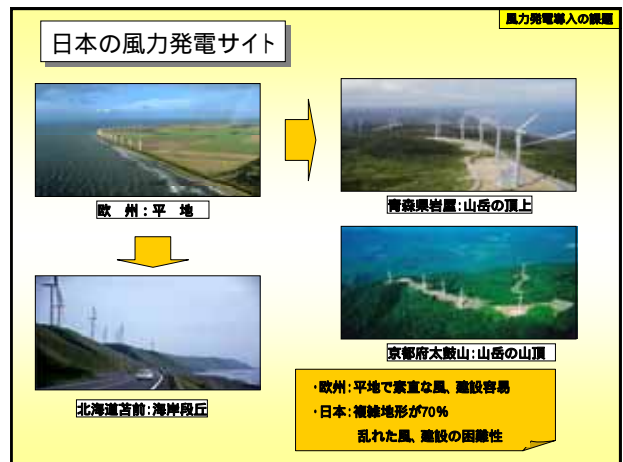 風力発電導入の課題
日本の風力発電サイト
欧 州：平 地
青森県岩屋：山岳の頂上
北海道苫前：海岸段丘
京都府太鼓山：山岳の山頂
・欧州：平地で素直な風、建設容易
・日本：複雑地形が70%
乱れた風、建設の困難性